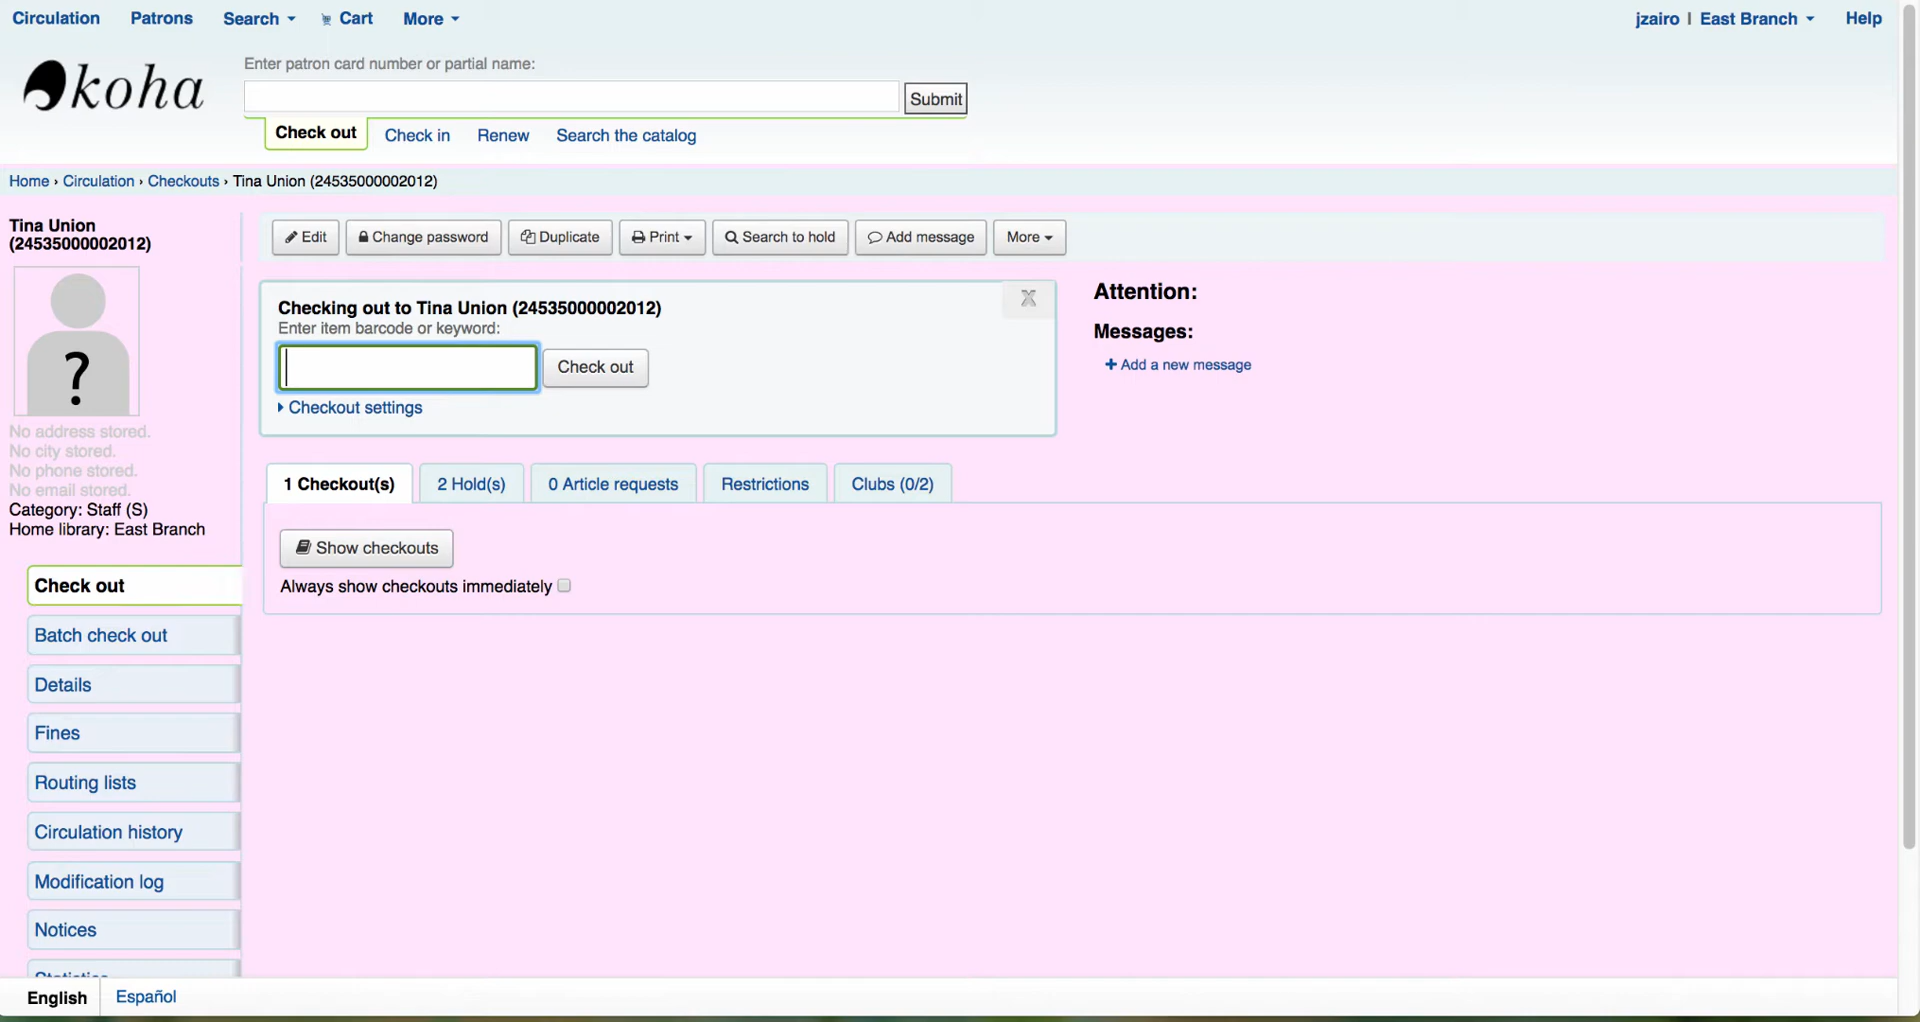 Circulation Patrons Search Cart More jzairo | East Branch Help
koha
Enter patron card number or partial name:
Submit
Check out Check in Renew Search the catalog
Home › Circulation › Checkouts › Tina Union (24535000002012)
Tina Union
(24535000002012)
?
No address stored.
No city stored.
No phone stored.
No email stored.
Category: Staff (S)
Home library: East Branch
Check out
Batch check out
Details
Fines
Routing lists
Circulation history
Modification log
Notices
Statistics
Edit Change password Duplicate Print Search to hold Add message More
Checking out to Tina Union (24535000002012)
X
Enter item barcode or keyword:
Check out
Checkout settings
Attention:
Messages:
+ Add a new message
1 Checkout(s) 2 Hold(s) 0 Article requests Restrictions Clubs (0/2)
Show checkouts
Always show checkouts immediately
English Español